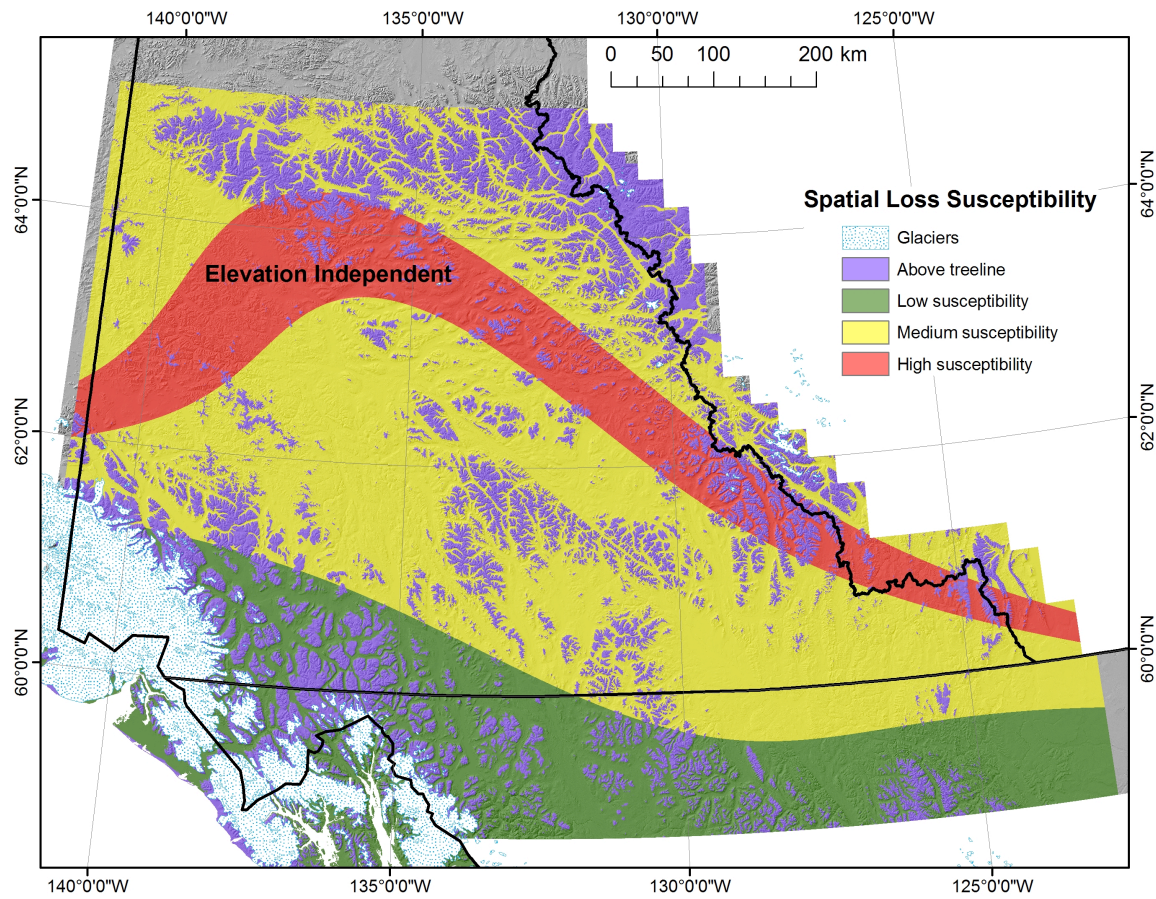 140°0'0"W 135°0'0"W 130°0'0"W 125°0'0"W
0 50 100 200 km
64°0'0"N
64°0'0"N
Spatial Loss Susceptibility
Glaciers
Above treeline
Low susceptibility
Medium susceptibility
High susceptibility
Elevation Independent
62°0'0"N
62°0'0"N
60°0'0"N
60°0'0"N
140°0'0"W 135°0'0"W 130°0'0"W 125°0'0"W